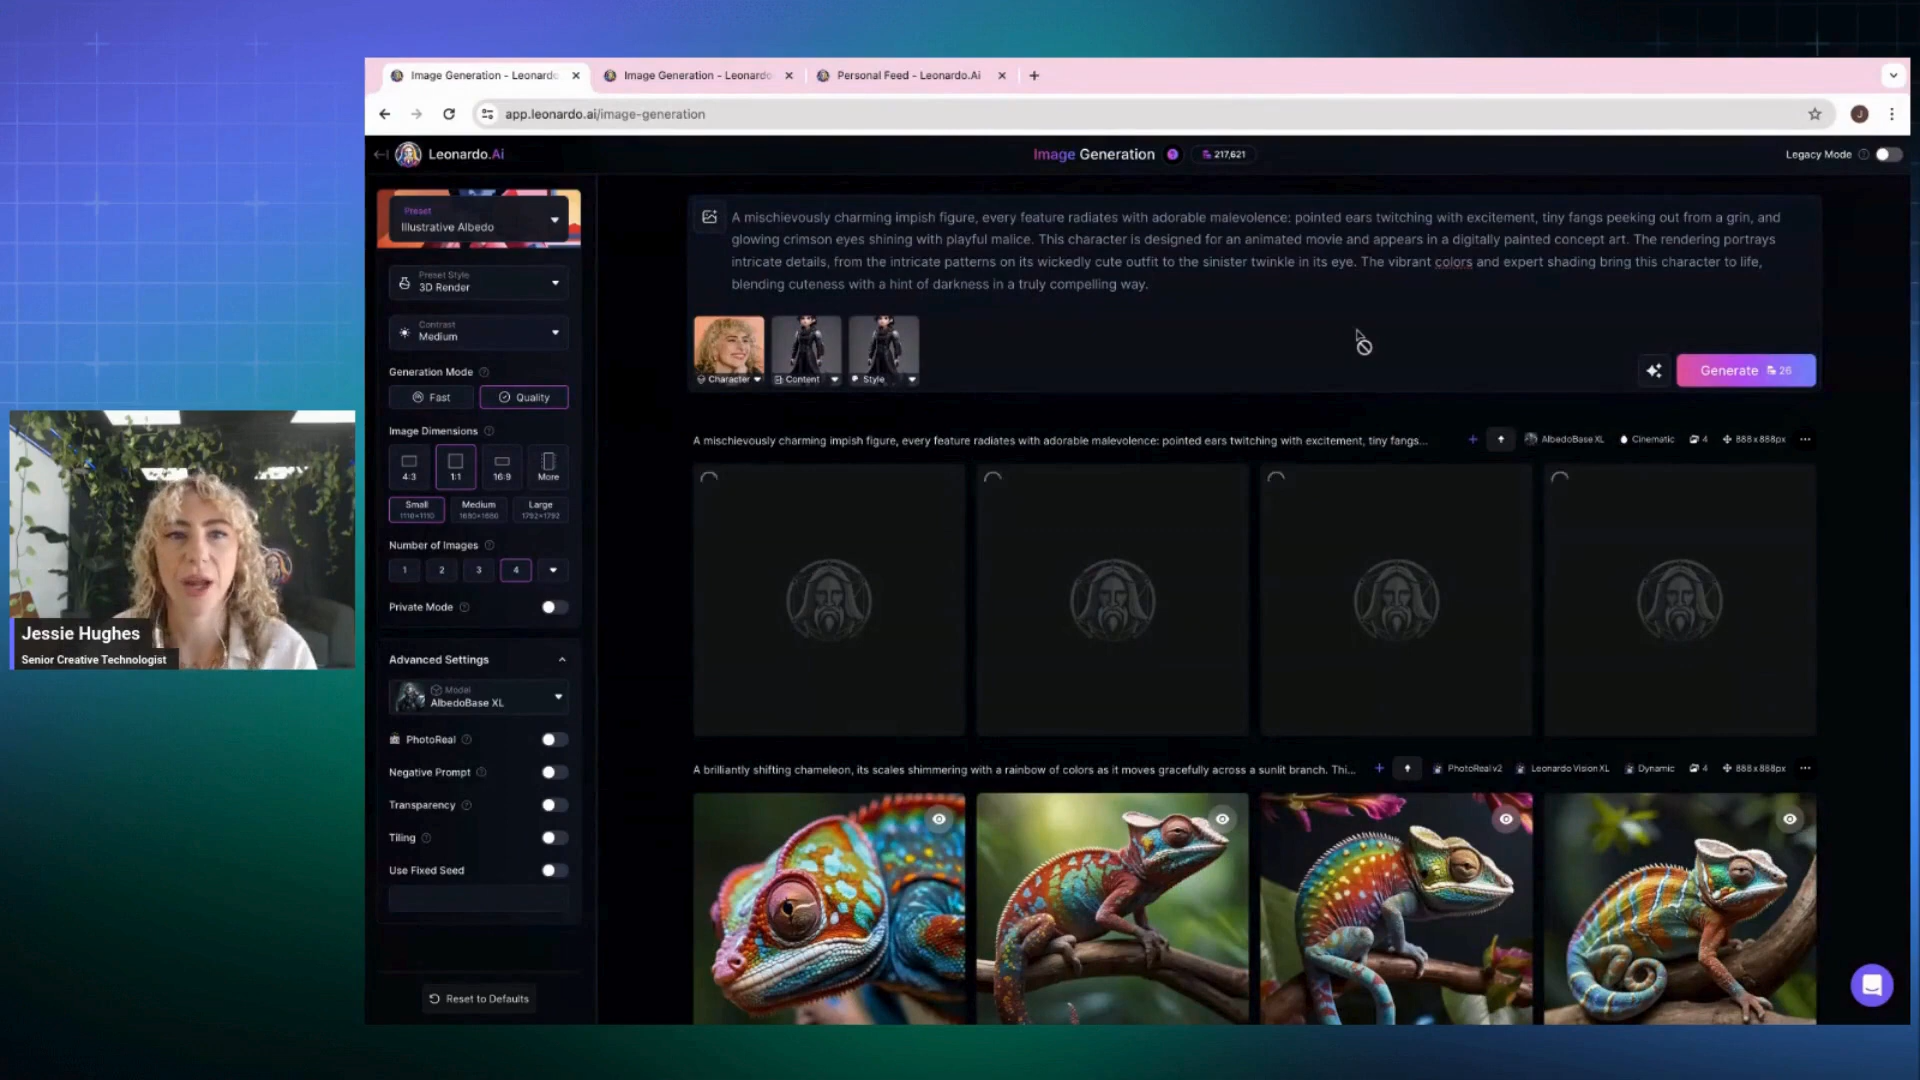 Image Generation - Leonardo
Image Generation - Leonardo
Personal Feed - Leonardo.Ai
app.leonardo.ai/image-generation
J
Leonardo.Ai
Image Generation
217,621
Legacy Mode
Preset
Illustrative Albedo
Preset Style
3D Render
Contrast
Medium
Generation Mode
Fast
Quality
Image Dimensions
4:3
1:1
16:9
More
Small
Medium
Large
1110×1110
1680×1680
1792×1792
Number of Images
1
2
3
4
Private Mode
Advanced Settings
Model
AlbedoBase XL
PhotoReal
Negative Prompt
Transparency
Tiling
Use Fixed Seed
Reset to Defaults
A mischievously charming impish figure, every feature radiates with adorable malevolence: pointed ears twitching with excitement, tiny fangs peeking out from a grin, and
glowing crimson eyes shining with playful malice. This character is designed for an animated movie and appears in a digitally painted concept art. The rendering portrays
intricate details, from the intricate patterns on its wickedly cute outfit to the sinister twinkle in its eye. The vibrant colors and expert shading bring this character to life,
blending cuteness with a hint of darkness in a truly compelling way.
Character
Content
Style
Generate 26
A mischievously charming impish figure, every feature radiates with adorable malevolence: pointed ears twitching with excitement, tiny fangs...
AlbedoBase XL
Cinematic
4
888 x 888px
A brilliantly shifting chameleon, its scales shimmering with a rainbow of colors as it moves gracefully across a sunlit branch. Thi...
PhotoReal v2
Leonardo Vision XL
Dynamic
4
888 x 888px
Jessie Hughes
Senior Creative Technologist